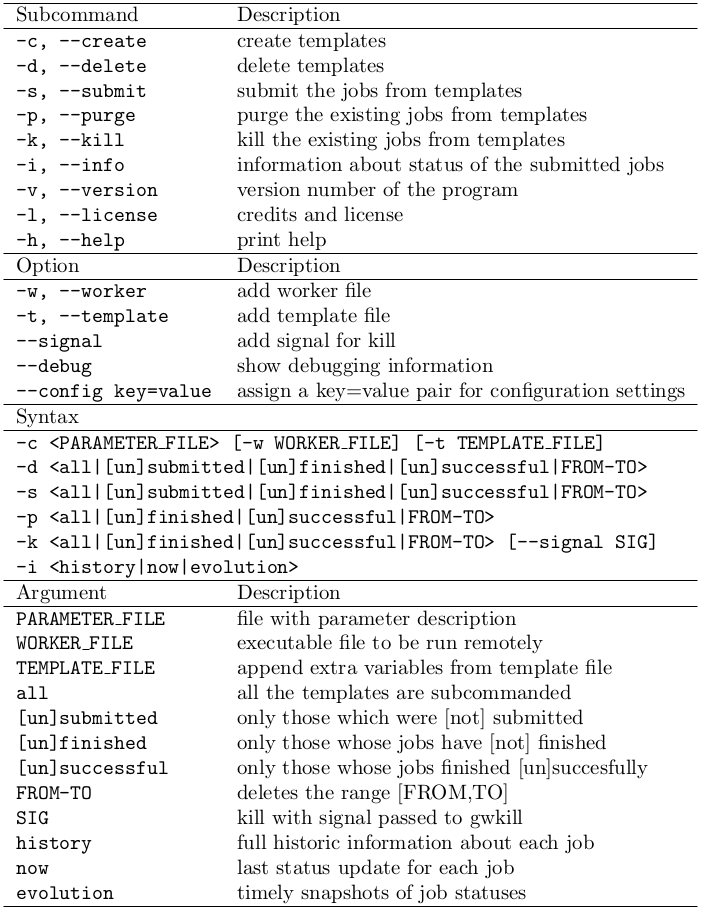 Subcommand Description
-c, --create create templates
-d, --delete delete templates
-s, --submit submit the jobs from templates
-p, --purge purge the existing jobs from templates
-k, --kill kill the existing jobs from templates
-i, --info information about status of the submitted jobs
-v, --version version number of the program
-l, --license credits and license
-h, --help print help
Option Description
-w, --worker add worker file
-t, --template add template file
--signal add signal for kill
--debug show debugging information
--config key=value assign a key=value pair for configuration settings
Syntax
-c <PARAMETER_FILE> [-w WORKER_FILE] [-t TEMPLATE_FILE]
-d <all|[un]submitted|[un]finished|[un]successful|FROM-TO>
-s <all|[un]submitted|[un]finished|[un]successful|FROM-TO>
-p <all|[un]finished|[un]successful|FROM-TO>
-k <all|[un]finished|[un]successful|FROM-TO> [--signal SIG]
-i <history|now|evolution>
Argument Description
PARAMETER_FILE file with parameter description
WORKER_FILE executable file to be run remotely
TEMPLATE_FILE append extra variables from template file
all all the templates are subcommanded
[un]submitted only those which were [not] submitted
[un]finished only those whose jobs have [not] finished
[un]successful only those whose jobs finished [un]succesfully
FROM-TO deletes the range [FROM,TO]
SIG kill with signal passed to gwkill
history full historic information about each job
now last status update for each job
evolution timely snapshots of job statuses